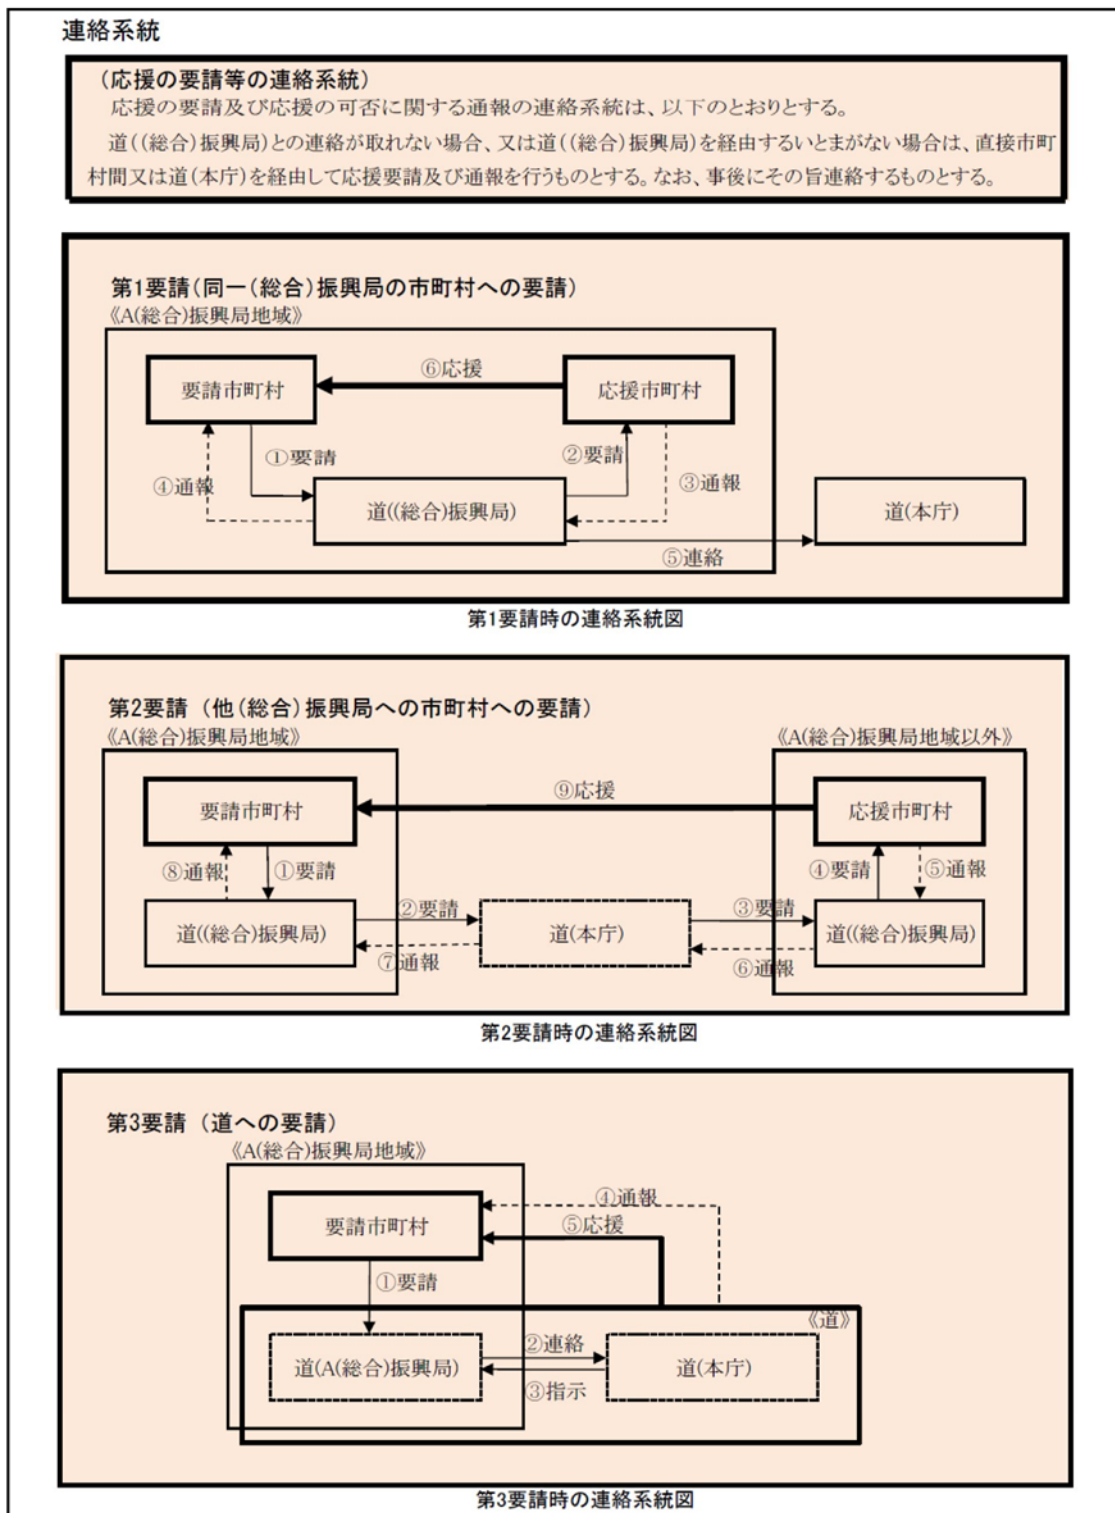 連絡系統
(応援の要請等の連絡系統)
応援の要請及び応援の可否に関する通報の連絡系統は、以下のとおりとする。
道((総合)振興局)との連絡が取れない場合、又は道((総合)振興局)を経由するいとまがない場合は、直接市町
村間又は道(本庁)を経由して応援要請及び通報を行うものとする。なお、事後にその旨連絡するものとする。
第1要請(同一(総合)振興局の市町村への要請)
《A(総合)振興局地域》
要請市町村
⑥応援
応援市町村
①要請
②要請
④通報
③通報
道((総合)振興局)
道(本庁)
⑤連絡
第1要請時の連絡系統図
第2要請 (他(総合)振興局への市町村への要請)
《A(総合)振興局地域》
《A(総合)振興局地域以外》
要請市町村
⑨応援
応援市町村
⑧通報
①要請
④要請
⑤通報
道((総合)振興局)
②要請
道(本庁)
③要請
道((総合)振興局)
⑦通報
⑥通報
第2要請時の連絡系統図
第3要請 (道への要請)
《A(総合)振興局地域》
要請市町村
④通報
⑤応援
①要請
《道》
道(A(総合)振興局)
②連絡
道(本庁)
③指示
第3要請時の連絡系統図